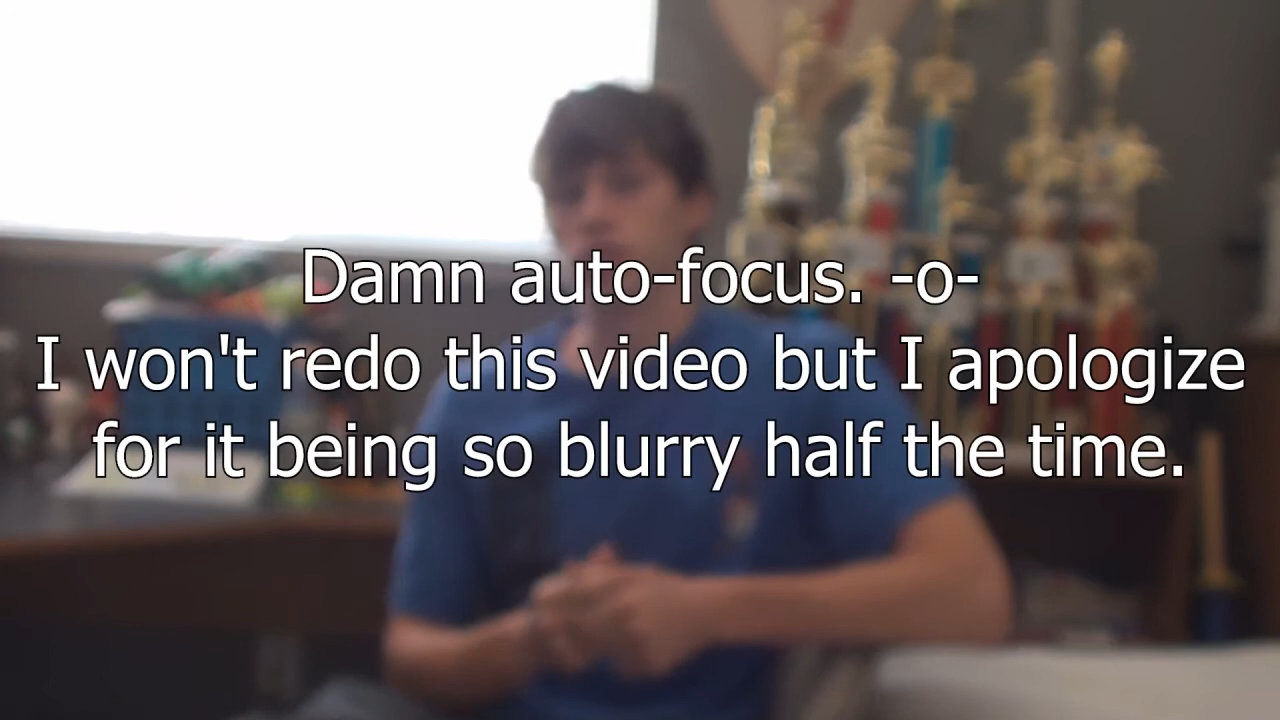 Damn auto-focus. -o-
I won't redo this video but I apologize
for it being so blurry half the time.